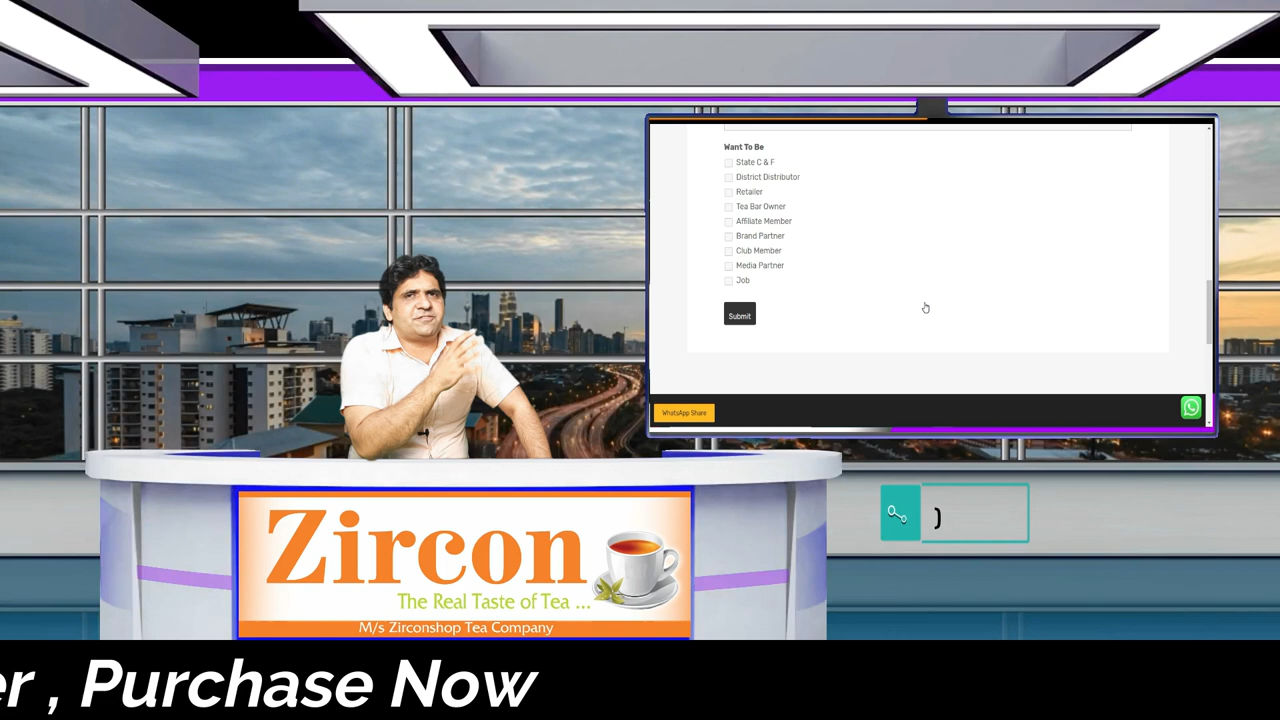 Want To Be
State C & F
District Distributor
Retailer
Tea Bar Owner
Affiliate Member
Brand Partner
Club Member
Media Partner
Job
Submit
WhatsApp Share
)
Zircon
The Real Taste of Tea ...
M/s Zirconshop Tea Company
er , Purchase Now